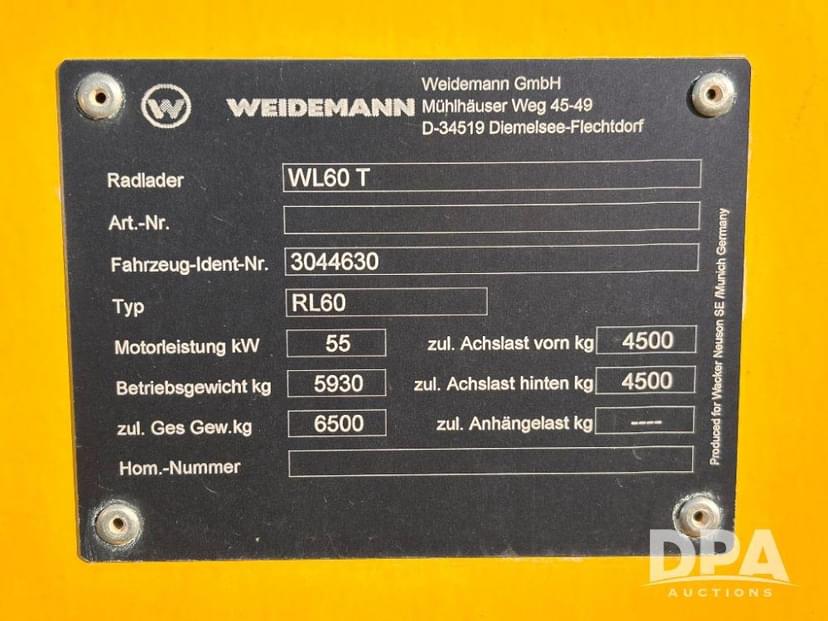 W WEIDEMANN
Weidemann GmbH
Mühlhäuser Weg 45-49
D-34519 Diemelsee-Flechtdorf
Radlader WL60 T
Art.-Nr.
Fahrzeug-Ident-Nr. 3044630
Typ RL60
Motorleistung kW 55 zul. Achslast vorn kg 4500
Betriebsgewicht kg 5930 zul. Achslast hinten kg 4500
zul. Ges Gew.kg 6500 zul. Anhängelast kg ----
Hom.-Nummer
Produced for Wacker Neuson SE /Munich Germany
DPA
AUCTIONS